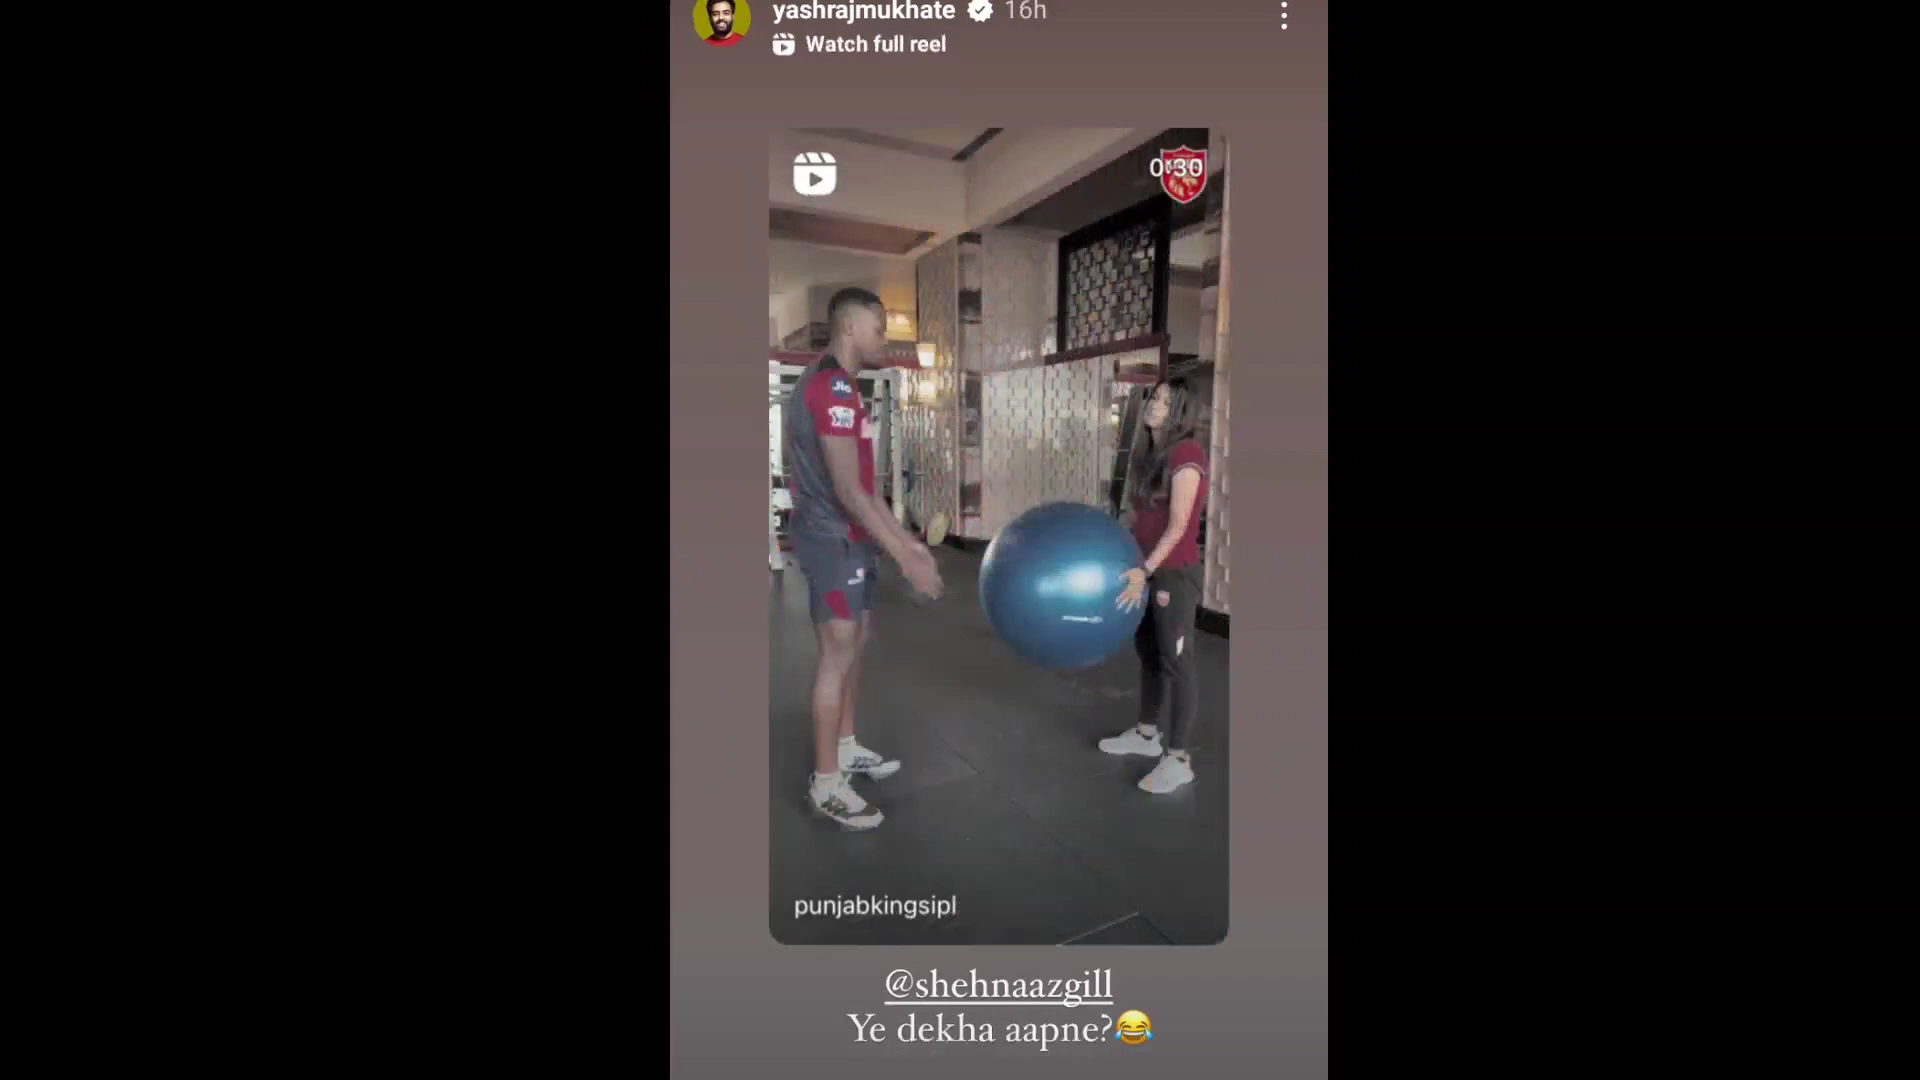 yashrajmukhate 16h
Watch full reel
0:30
punjabkingsipl
@shehnaazgill
Ye dekha aapne?😂